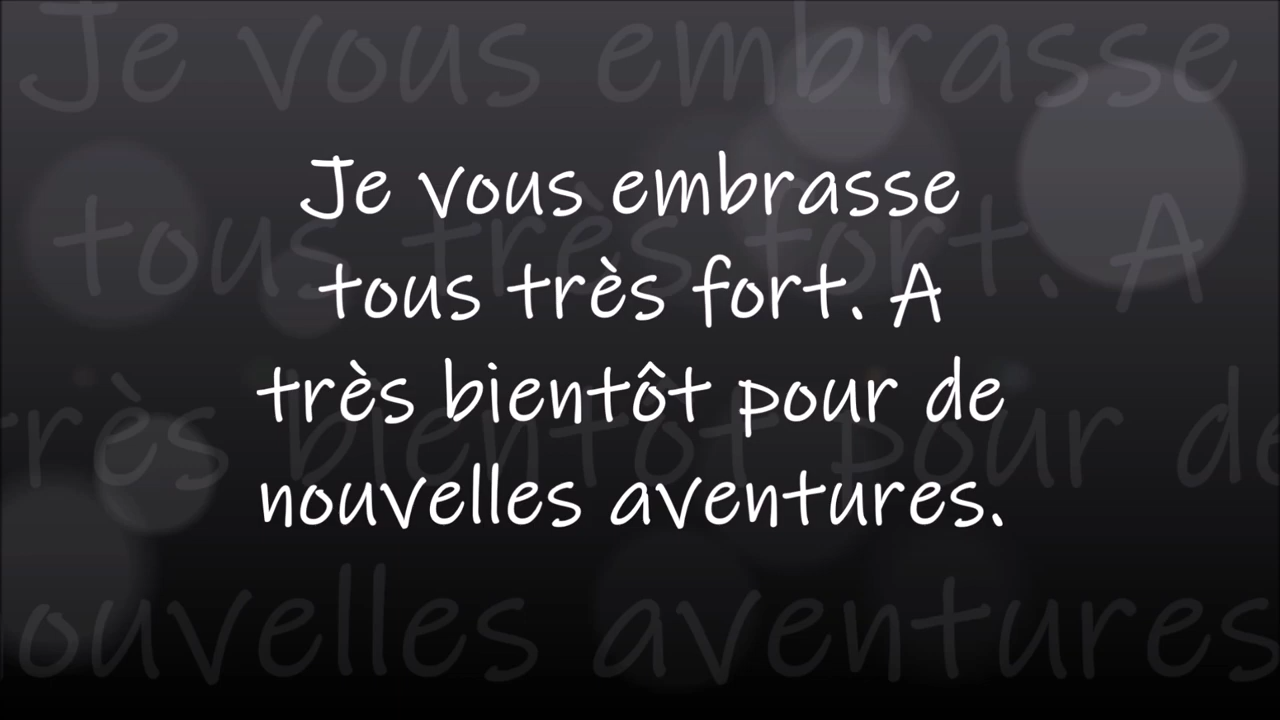 Je vous embrasse
tous très fort. A
très bientôt pour de
nouvelles aventures.